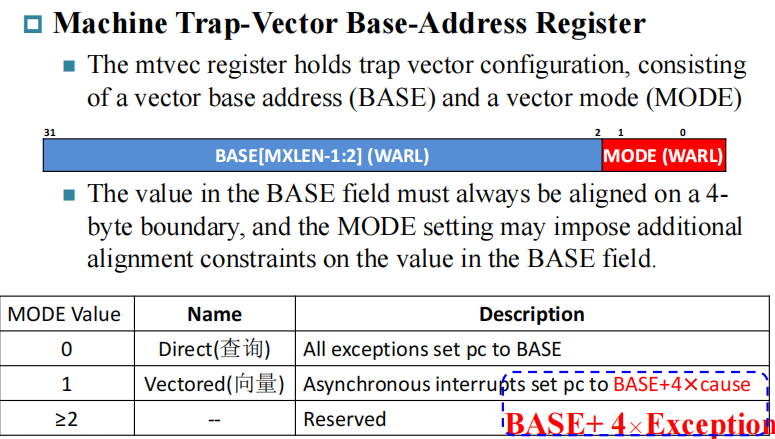 Machine Trap-Vector Base-Address Register
The mtvec register holds trap vector configuration, consisting
of a vector base address (BASE) and a vector mode (MODE)
31 2 1 0
BASE[MXLEN-1:2] (WARL) MODE (WARL)
The value in the BASE field must always be aligned on a 4-
byte boundary, and the MODE setting may impose additional
alignment constraints on the value in the BASE field.
MODE Value Name Description
0 Direct(查询) All exceptions set pc to BASE
1 Vectored(向量) Asynchronous interrupts set pc to BASE+4×cause
≥2 -- Reserved
BASE+ 4×Exception